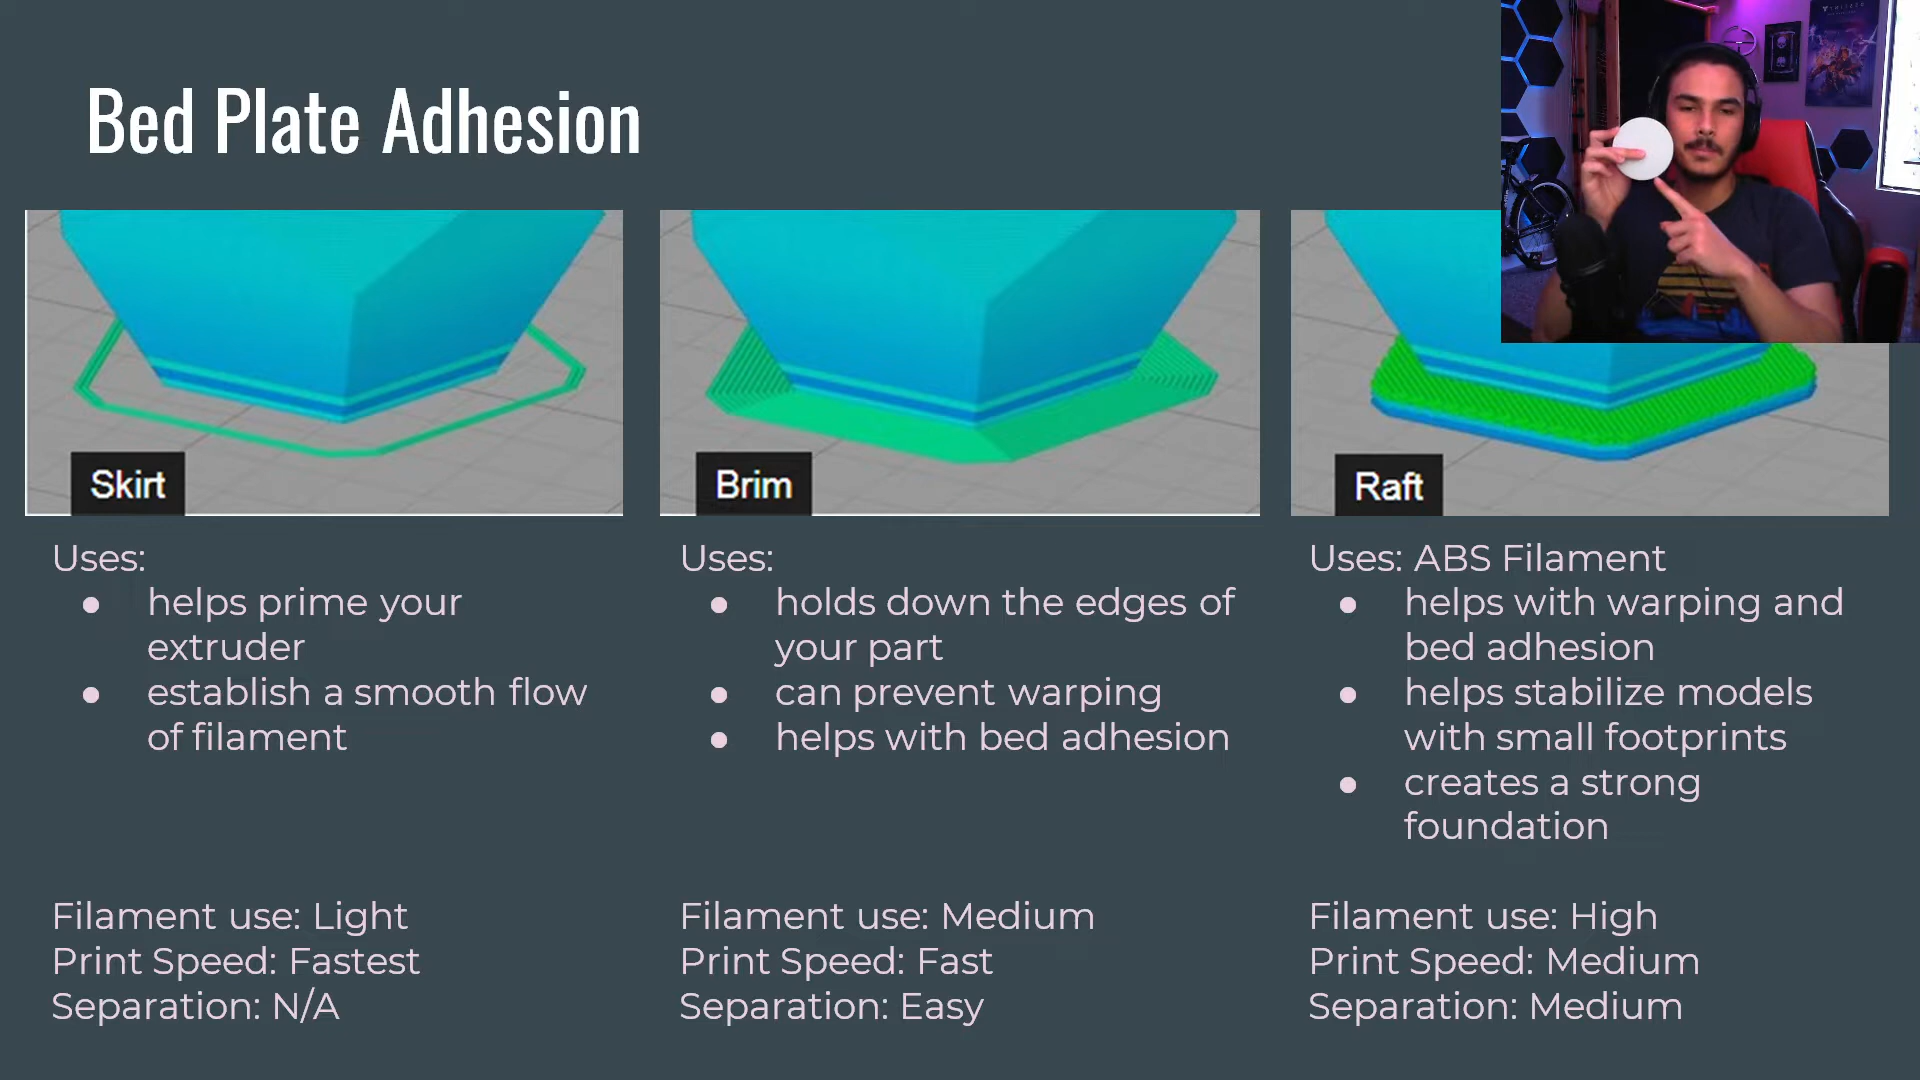 Bed Plate Adhesion
Skirt
Uses:
● helps prime your
extruder
● establish a smooth flow
of filament
Filament use: Light
Print Speed: Fastest
Separation: N/A
Brim
Uses:
● holds down the edges of
your part
● can prevent warping
● helps with bed adhesion
Filament use: Medium
Print Speed: Fast
Separation: Easy
Raft
Uses: ABS Filament
● helps with warping and
bed adhesion
● helps stabilize models
with small footprints
● creates a strong
foundation
Filament use: High
Print Speed: Medium
Separation: Medium